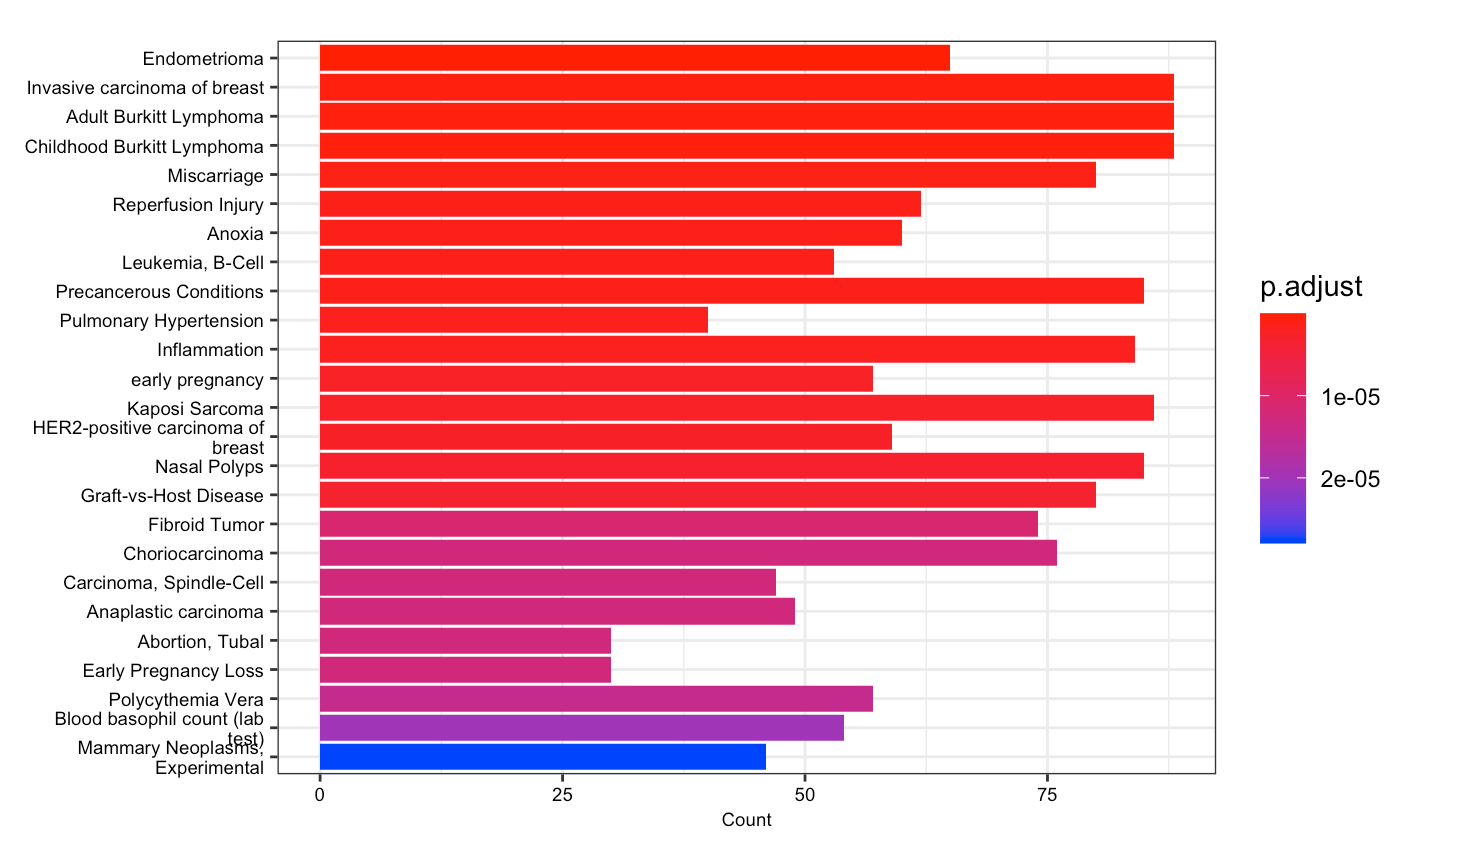 Endometrioma
Invasive carcinoma of breast
Adult Burkitt Lymphoma
Childhood Burkitt Lymphoma
Miscarriage
Reperfusion Injury
Anoxia
Leukemia, B-Cell
Precancerous Conditions
Pulmonary Hypertension
Inflammation
early pregnancy
Kaposi Sarcoma
HER2-positive carcinoma of
breast
Nasal Polyps
Graft-vs-Host Disease
Fibroid Tumor
Choriocarcinoma
Carcinoma, Spindle-Cell
Anaplastic carcinoma
Abortion, Tubal
Early Pregnancy Loss
Polycythemia Vera
Blood basophil count (lab
test)
Mammary Neoplasms,
Experimental
0 25 50 75
Count
p.adjust
1e-05
2e-05